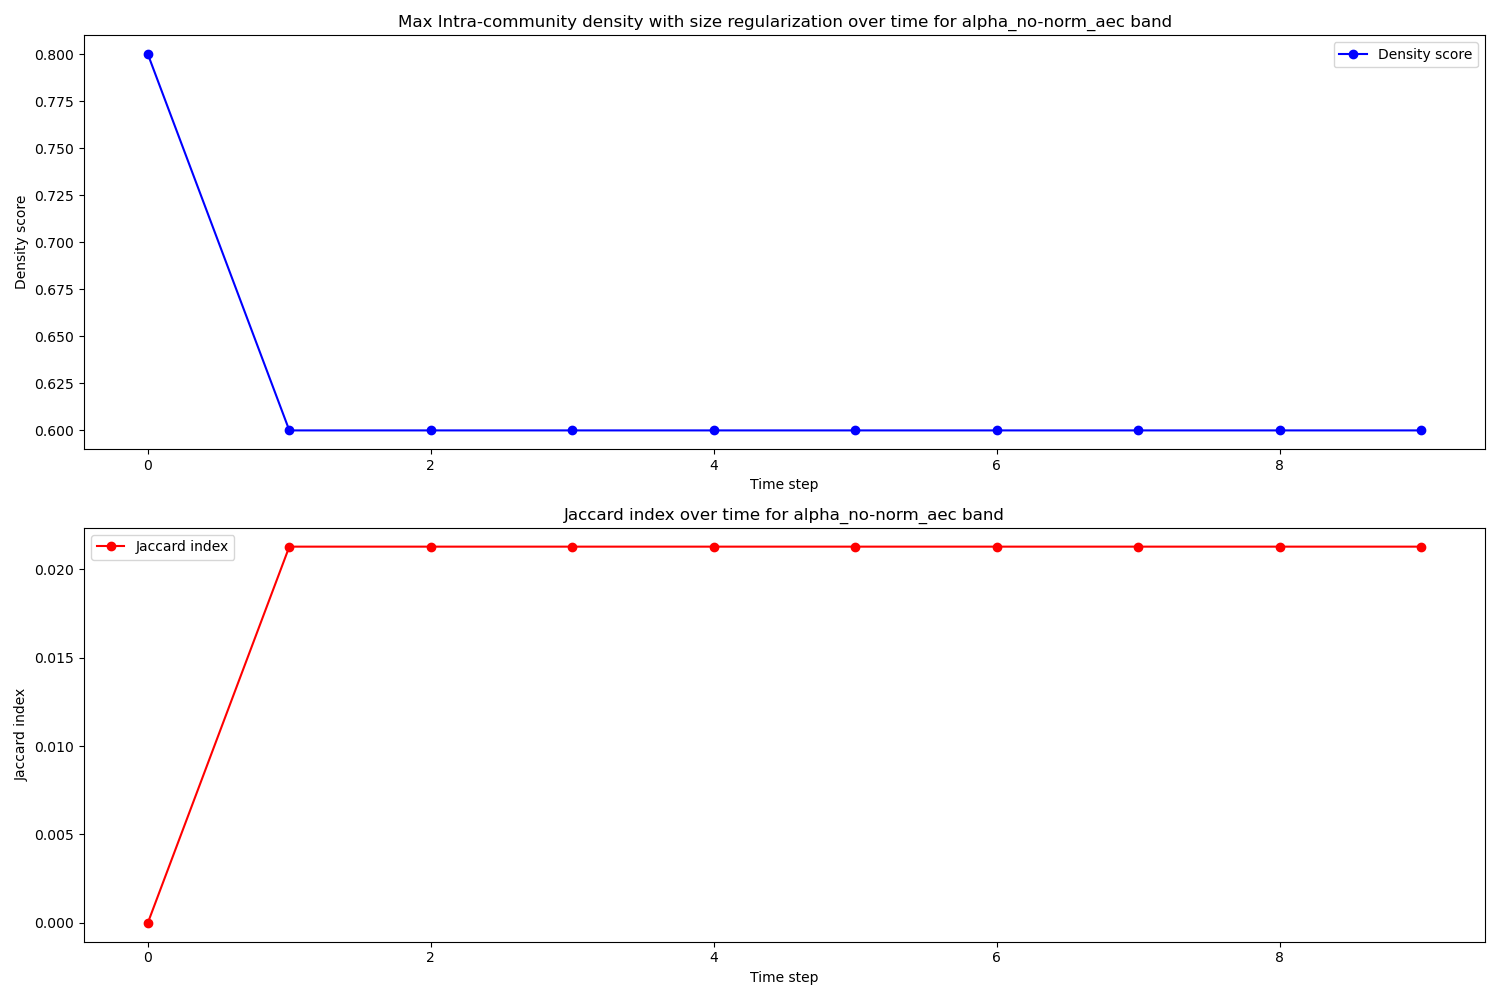 Max Intra-community density with size regularization over time for alpha_no-norm_aec band
Density score
0.800
0.775
0.750
0.725
0.700
0.675
0.650
0.625
0.600
Density score
0 2 4 6 8
Time step
Jaccard index over time for alpha_no-norm_aec band
Jaccard index
0.020
0.015
0.010
0.005
0.000
Jaccard index
0 2 4 6 8
Time step